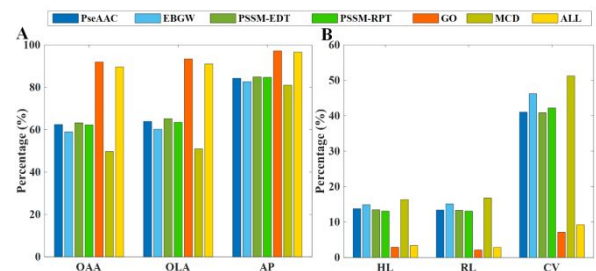 PseAAC EBGW PSSM-EDT PSSM-RPT GO MCD ALL
A
Percentage (%)
100
80
60
40
20
0
OAA OLA AP
B
Percentage (%)
60
50
40
30
20
10
0
HL RL CV